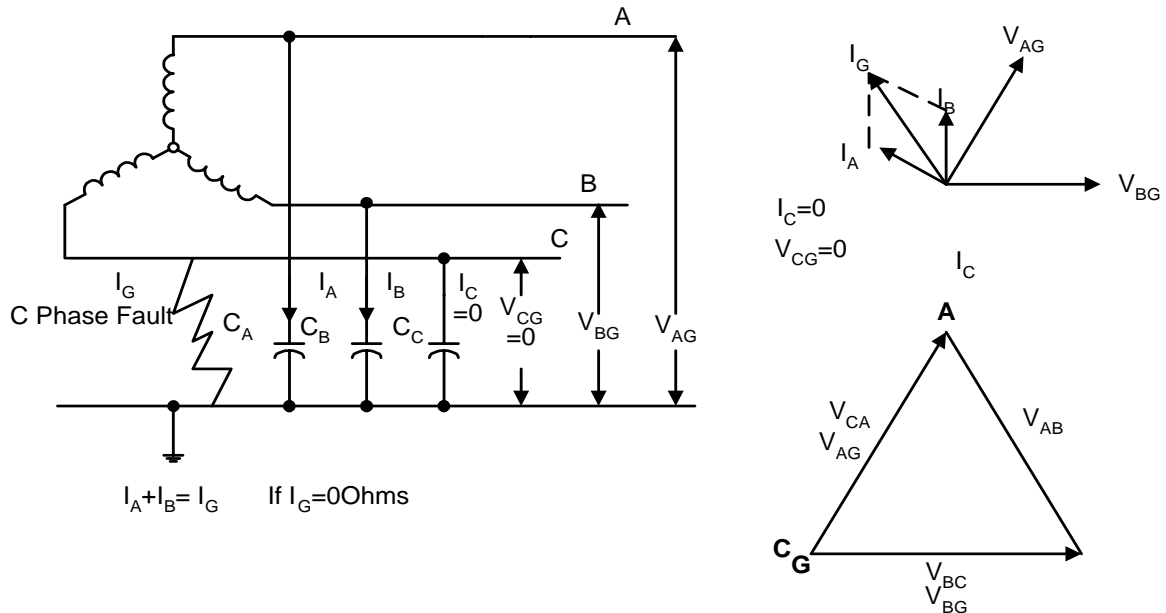 A
B
C
I_G
C Phase Fault
C_A
I_A
C_B
I_B
C_C
I_C
=0
V_CG
=0
V_BG
V_AG
I_A+I_B= I_G If I_G=0Ohms
V_AG
I_G
I_B
I_A
V_BG
I_C=0
V_CG=0
I_C
A
V_CA
V_AG
V_AB
C
G
V_BC
V_BG